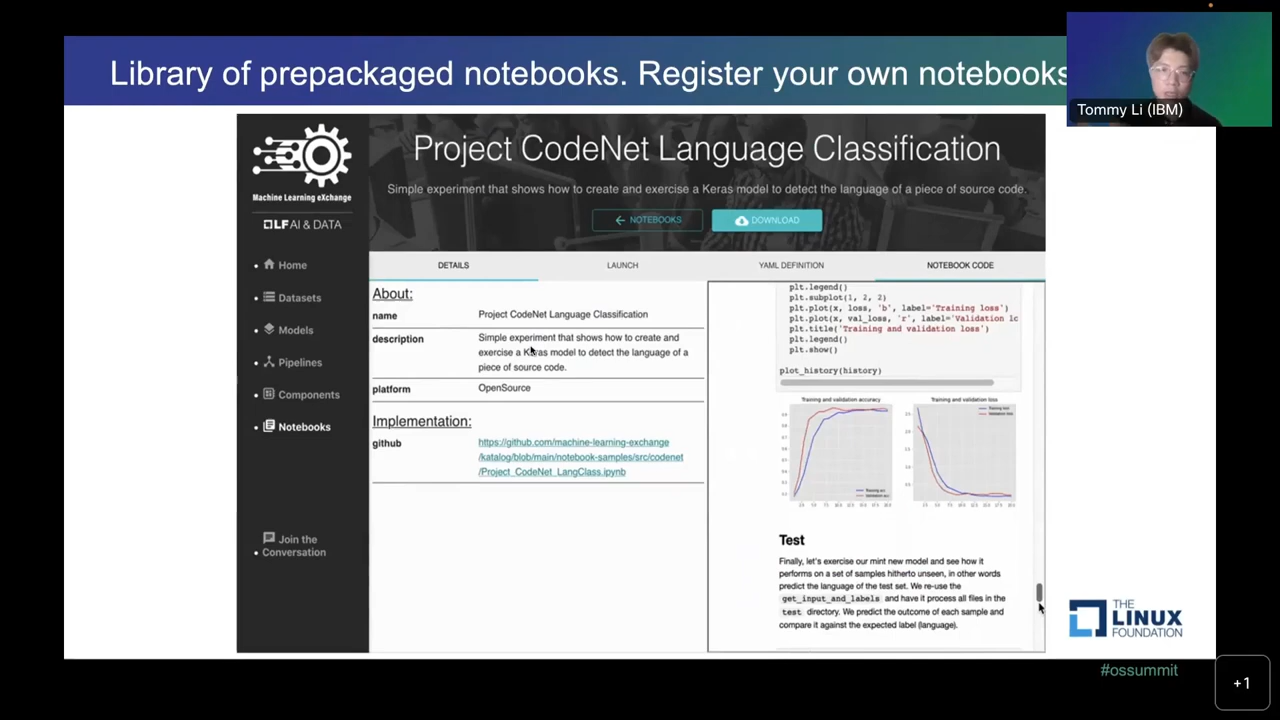 Library of prepackaged notebooks. Register your own notebooks
Tommy Li (IBM)
Machine Learning eXchange
LF AI & DATA
Home
Datasets
Models
Pipelines
Components
Notebooks
Join the
Conversation
Project CodeNet Language Classification
Simple experiment that shows how to create and exercise a Keras model to detect the language of a piece of source code.
NOTEBOOKS
DOWNLOAD
DETAILS
LAUNCH
YAML DEFINITION
NOTEBOOK CODE
About:
name Project CodeNet Language Classification
description Simple experiment that shows how to create and
exercise a Keras model to detect the language of a
piece of source code.
platform OpenSource
Implementation:
github https://github.com/machine-learning-exchange
/katalog/blob/main/notebook-samples/src/codenet
/Project_CodeNet_LangClass.ipynb
plt.legend()
plt.subplot(1, 2, 2)
plt.plot(x, loss, 'b', label='Training loss')
plt.plot(x, val_loss, 'r', label='Validation lo
plt.title('Training and validation loss')
plt.legend()
plt.show()
plot_history(history)
Training and validation accuracy
Training and validation loss
Test
Finally, let's exercise our mint new model and see how it
performs on a set of samples hitherto unseen, in other words
predict the language of the test set. We re-use the
get_input_and_labels and have it process all files in the
test directory. We predict the outcome of each sample and
compare it against the expected label (language).
THE
LINUX
FOUNDATION
#ossummit
+1